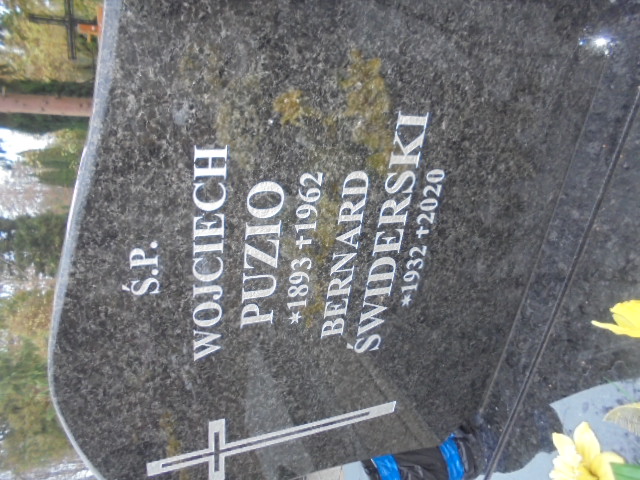 Ś.P.
WOJCIECH
PUZIO
*1893 +1962
BERNARD
ŚWIDERSKI
*1932 +2020